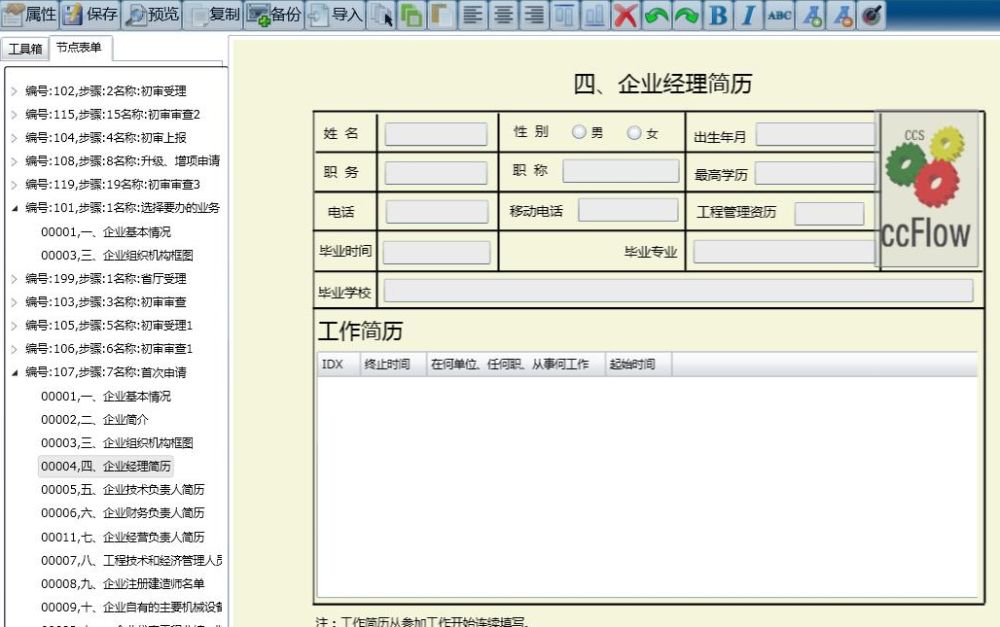 属性 保存 预览 复制 备份 导入 B I ABC A A
工具箱 节点表单
编号:102,步骤:2名称:初审受理
编号:115,步骤:15名称:初审审查2
编号:104,步骤:4名称:初审上报
编号:108,步骤:8名称:升级、增项申请
编号:119,步骤:19名称:初审审查3
编号:101,步骤:1名称:选择要办的业务
00001,一、企业基本情况
00003,三、企业组织机构框图
编号:199,步骤:1名称:省厅受理
编号:103,步骤:3名称:初审审查
编号:105,步骤:5名称:初审受理1
编号:106,步骤:6名称:初审审查1
编号:107,步骤:7名称:首次申请
00001,一、企业基本情况
00002,二、企业简介
00003,三、企业组织机构框图
00004,四、企业经理简历
00005,五、企业技术负责人简历
00006,六、企业财务负责人简历
00011,七、企业经营负责人简历
00007,八、工程技术和经济管理人员
00008,九、企业注册建造师名单
00009,十、企业自有的主要机械设备
四、企业经理简历
姓 名 性 别 男 女 出生年月
职 务 职 称 最高学历
电话 移动电话 工程管理资历
毕业时间 毕业专业
毕业学校
CCS
ccFlow
工作简历
IDX 终止时间 在何单位、任何职、从事何工作 起始时间
注：工作简历从参加工作开始连续填写。